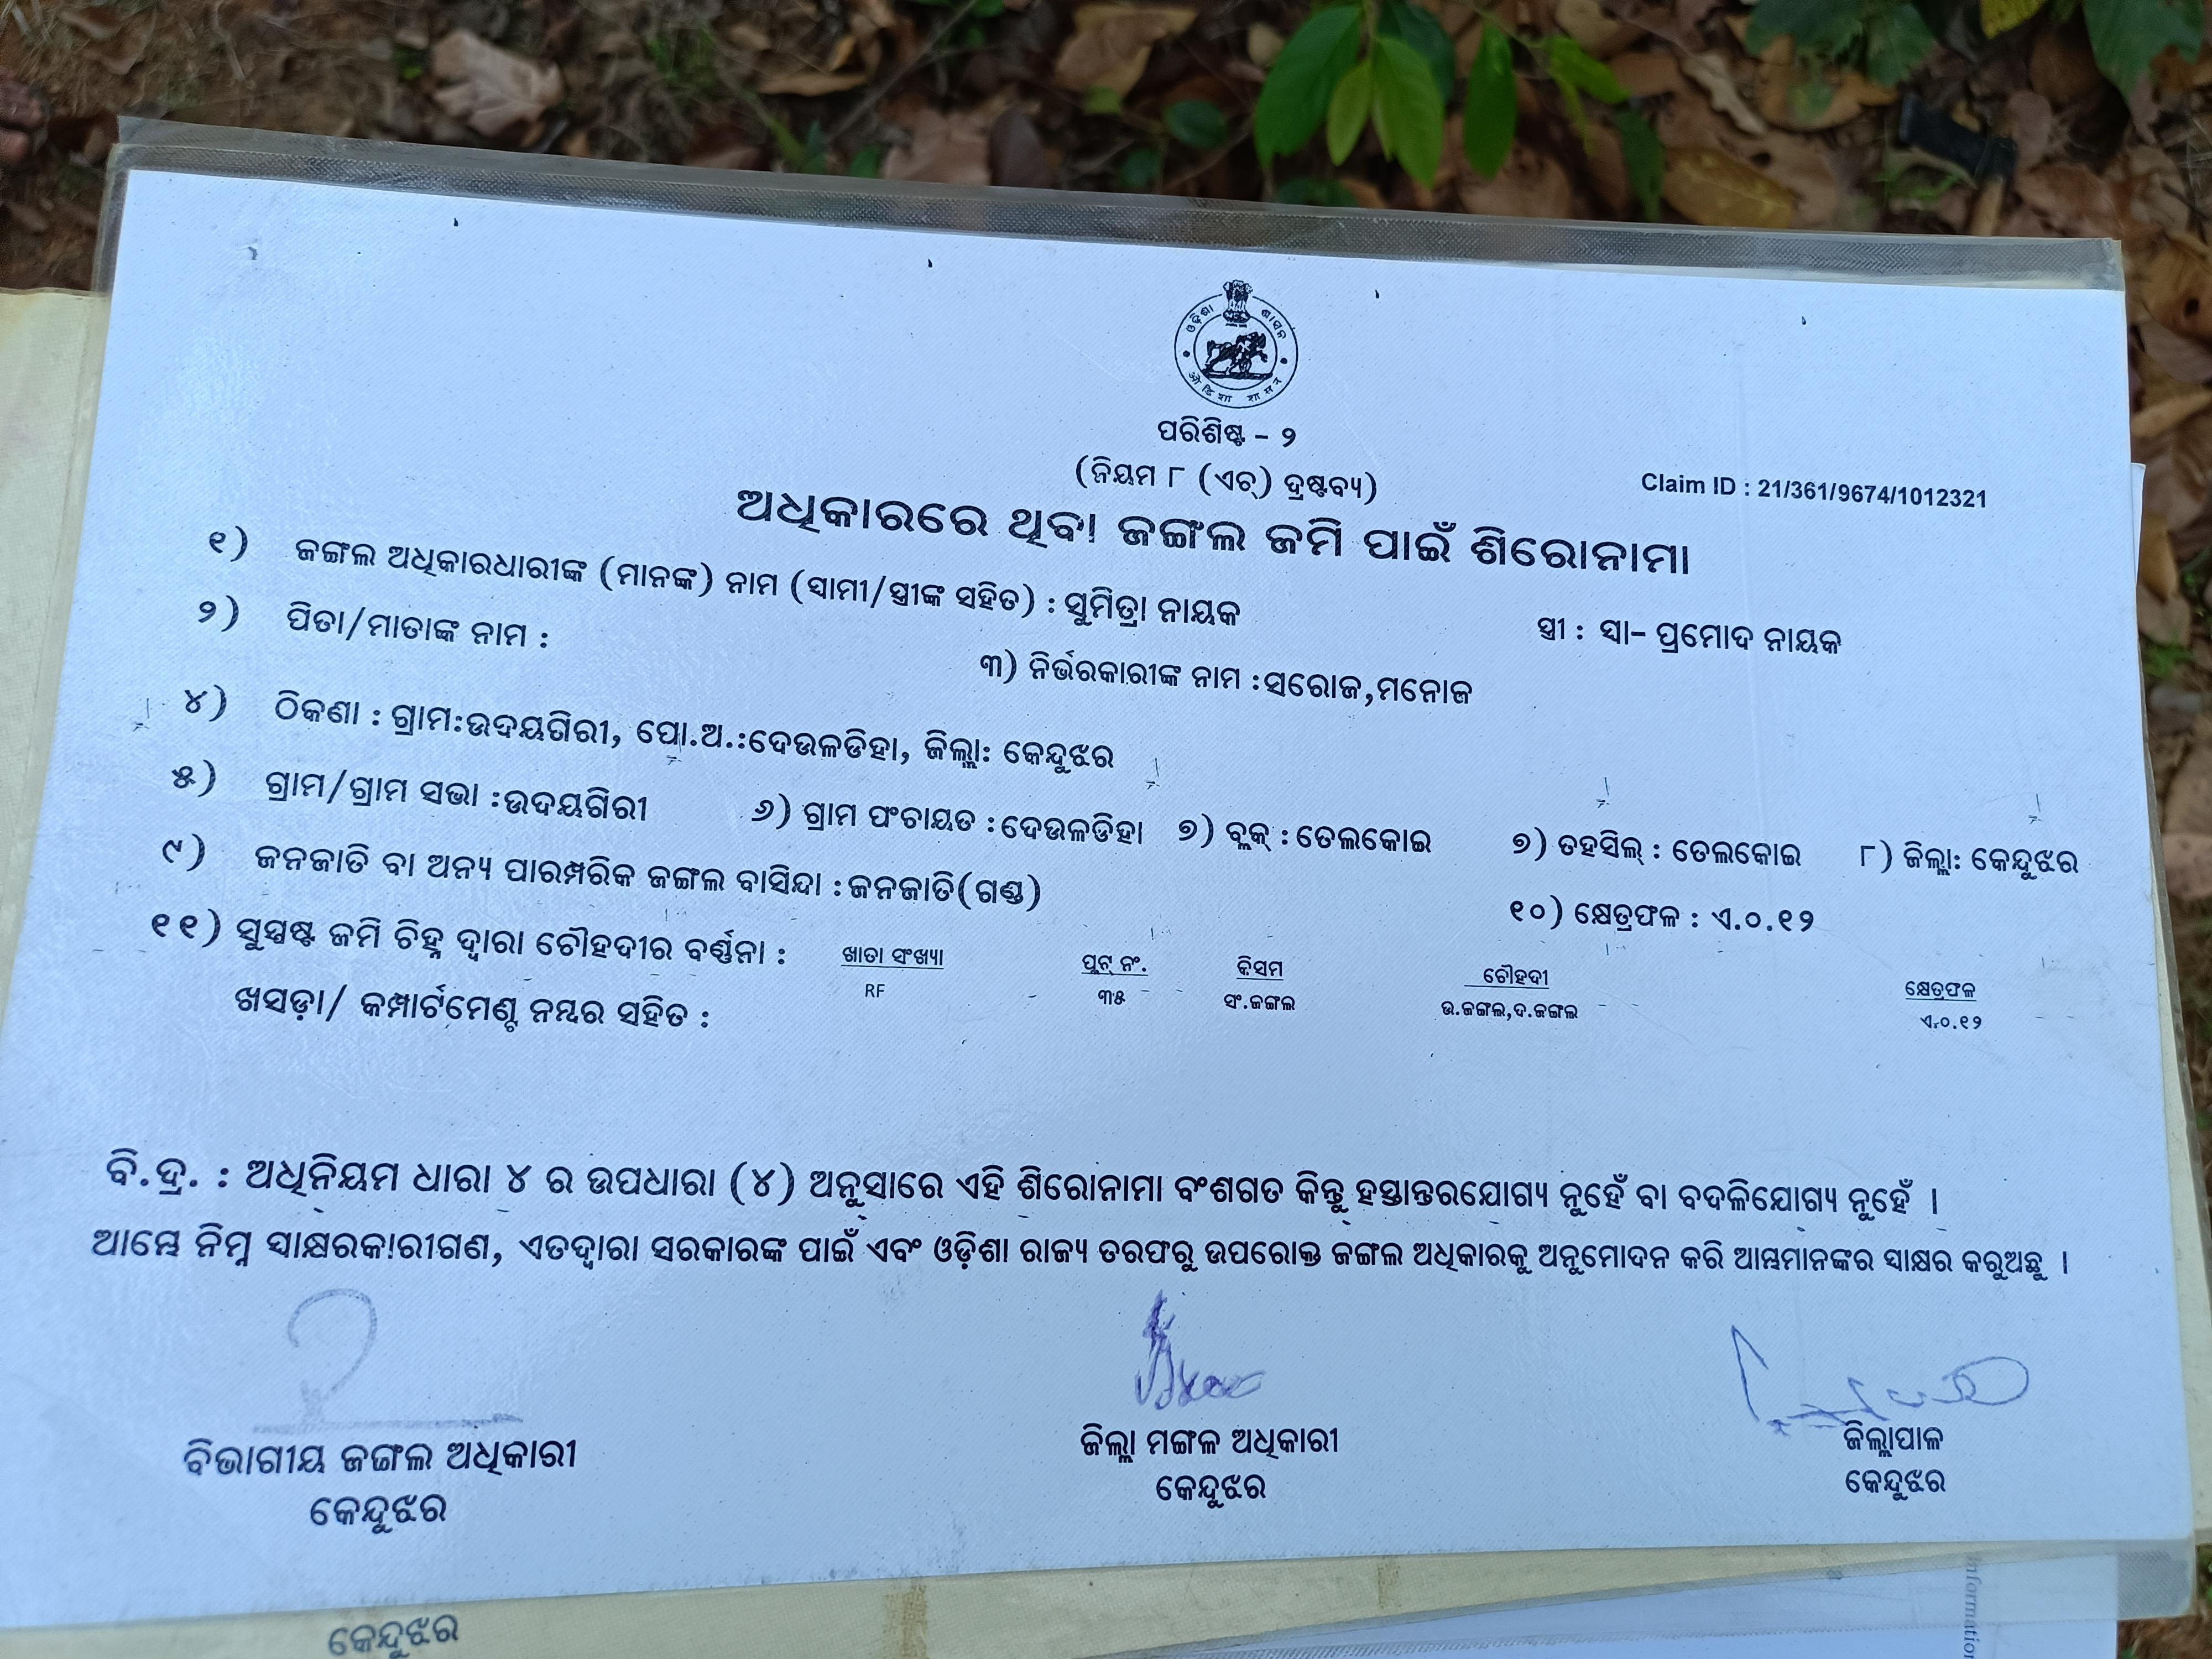 ଓଡ଼ିଶା ଶାସନ
ओडिशा शासन
ପରିଶିଷ୍ଟ - ୨
(ନିୟମ ୮ (ଏଚ୍) ଦ୍ରଷ୍ଟବ୍ୟ)
Claim ID : 21/361/9674/1012321
ଅଧିକାରରେ ଥିବା ଜଙ୍ଗଲ ଜମି ପାଇଁ ଶିରୋନାମା
୧) ଜଙ୍ଗଲ ଅଧିକାରଧାରୀଙ୍କ (ମାନଙ୍କ) ନାମ (ସ୍ୱାମୀ/ସ୍ତ୍ରୀଙ୍କ ସହିତ) : ସୁମିତ୍ରା ନାୟକ ସ୍ତ୍ରୀ : ସ୍ୱା- ପ୍ରମୋଦ ନାୟକ
୨) ପିତା/ମାତାଙ୍କ ନାମ : ୩) ନିର୍ଭରକାରୀଙ୍କ ନାମ :ସରୋଜ,ମନୋଜ
୪) ଠିକଣା : ଗ୍ରାମ:ଉଦୟଗିରୀ, ପୋ.ଅ.:ଦେଉଳଡିହା, ଜିଲ୍ଲା: କେନ୍ଦୁଝର
୫) ଗ୍ରାମ/ଗ୍ରାମ ସଭା :ଉଦୟଗିରୀ ୬) ଗ୍ରାମ ପଂଚାୟତ :ଦେଉଳଡିହା ୭) ବ୍ଲକ୍ :ତେଲକୋଇ ୭) ତହସିଲ୍ : ତେଲକୋଇ ୮) ଜିଲ୍ଲା: କେନ୍ଦୁଝର
୯) ଜନଜାତି ବା ଅନ୍ୟ ପାରମ୍ପରିକ ଜଙ୍ଗଲ ବାସିନ୍ଦା :ଜନଜାତି(ଗଣ୍ଡ) ୧୦) କ୍ଷେତ୍ରଫଳ : ଏ.୦.୧୨
୧୧) ସୁସ୍ପଷ୍ଟ ଜମି ଚିହ୍ନ ଦ୍ୱାରା ଚୌହଦୀର ବର୍ଣ୍ଣନା : ଖାତା ସଂଖ୍ୟା ପ୍ଲଟ୍ ନଂ. କିସମ ଚୌହଦୀ କ୍ଷେତ୍ରଫଳ
ଖସଡ଼ା/ କମ୍ପାର୍ଟମେଣ୍ଟ ନମ୍ବର ସହିତ : RF ୩୫ ସଂ.ଜଙ୍ଗଲ ଉ.ଜଙ୍ଗଲ,ଦ.ଜଙ୍ଗଲ ଏ.୦.୧୨
ବି.ଦ୍ର. : ଅଧିନିୟମ ଧାରା ୪ ର ଉପଧାରା (୪) ଅନୁସାରେ ଏହି ଶିରୋନାମା ବଂଶଗତ କିନ୍ତୁ ହସ୍ତାନ୍ତରଯୋଗ୍ୟ ନୁହେଁ ବା ବଦଳିଯୋଗ୍ୟ ନୁହେଁ ।
ଆମ୍ଭେ ନିମ୍ନ ସ୍ୱାକ୍ଷରକାରୀଗଣ, ଏତଦ୍ୱାରା ସରକାରଙ୍କ ପାଇଁ ଏବଂ ଓଡ଼ିଶା ରାଜ୍ୟ ତରଫରୁ ଉପରୋକ୍ତ ଜଙ୍ଗଲ ଅଧିକାରକୁ ଅନୁମୋଦନ କରି ଆମ୍ଭମାନଙ୍କର ସ୍ୱାକ୍ଷର କରୁଅଛୁ ।
ବିଭାଗୀୟ ଜଙ୍ଗଲ ଅଧିକାରୀ ଜିଲ୍ଲା ମଙ୍ଗଳ ଅଧିକାରୀ ଜିଲ୍ଲାପାଳ
କେନ୍ଦୁଝର କେନ୍ଦୁଝର କେନ୍ଦୁଝର
କେନ୍ଦୁଝର
information